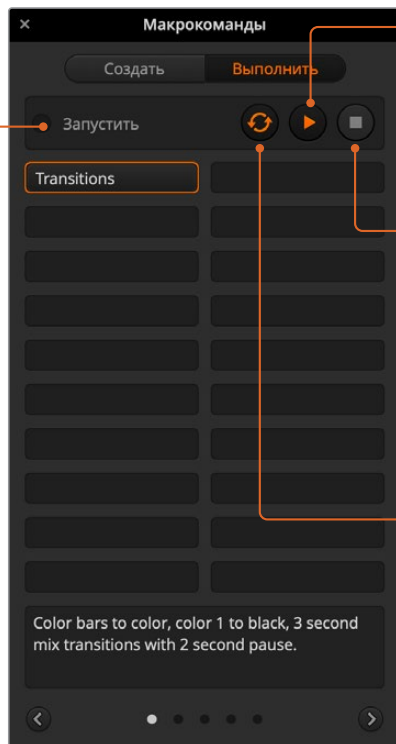 Макрокоманды
Создать Выполнить
Запустить
Transitions
Color bars to color, color 1 to black, 3 second
mix transitions with 2 second pause.